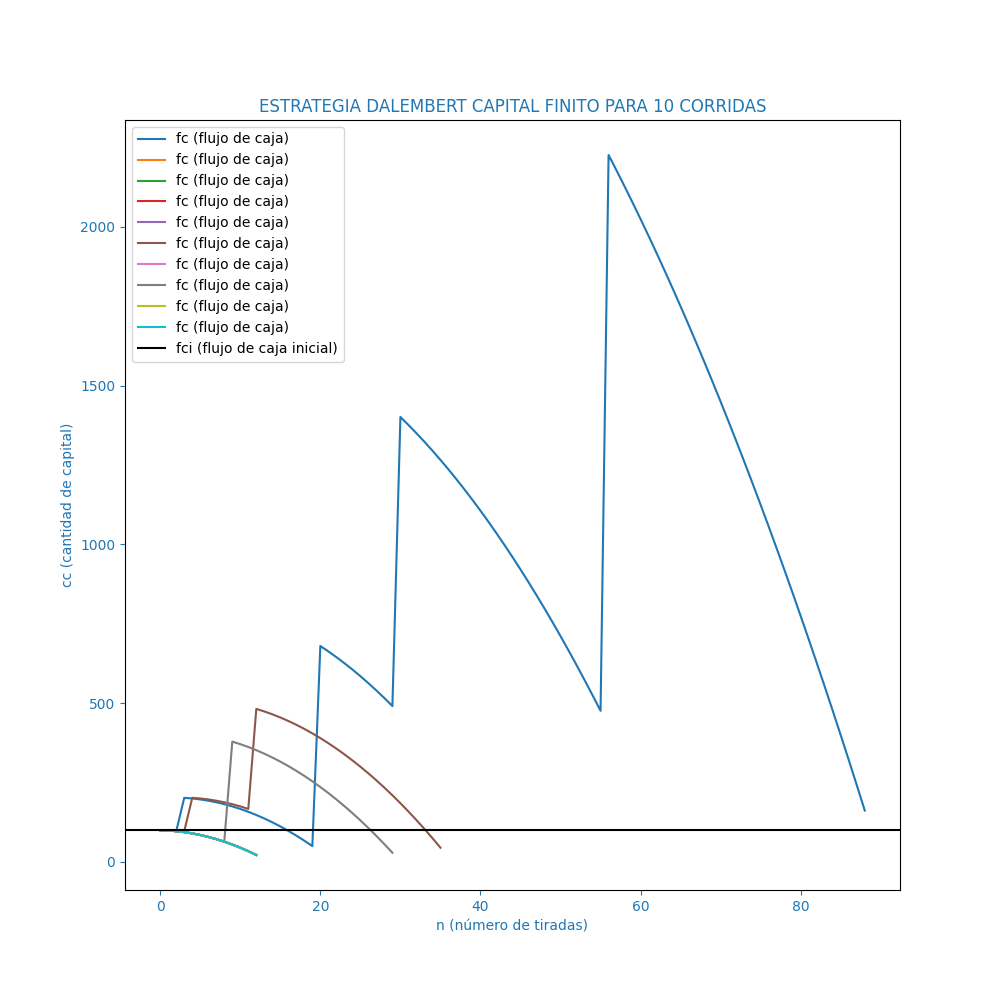 ESTRATEGIA DALEMBERT CAPITAL FINITO PARA 10 CORRIDAS
fc (flujo de caja)
fc (flujo de caja)
fc (flujo de caja)
fc (flujo de caja)
fc (flujo de caja)
fc (flujo de caja)
fc (flujo de caja)
fc (flujo de caja)
fc (flujo de caja)
fc (flujo de caja)
fci (flujo de caja inicial)
cc (cantidad de capital)
2000
1500
1000
500
0
0 20 40 60 80
n (número de tiradas)